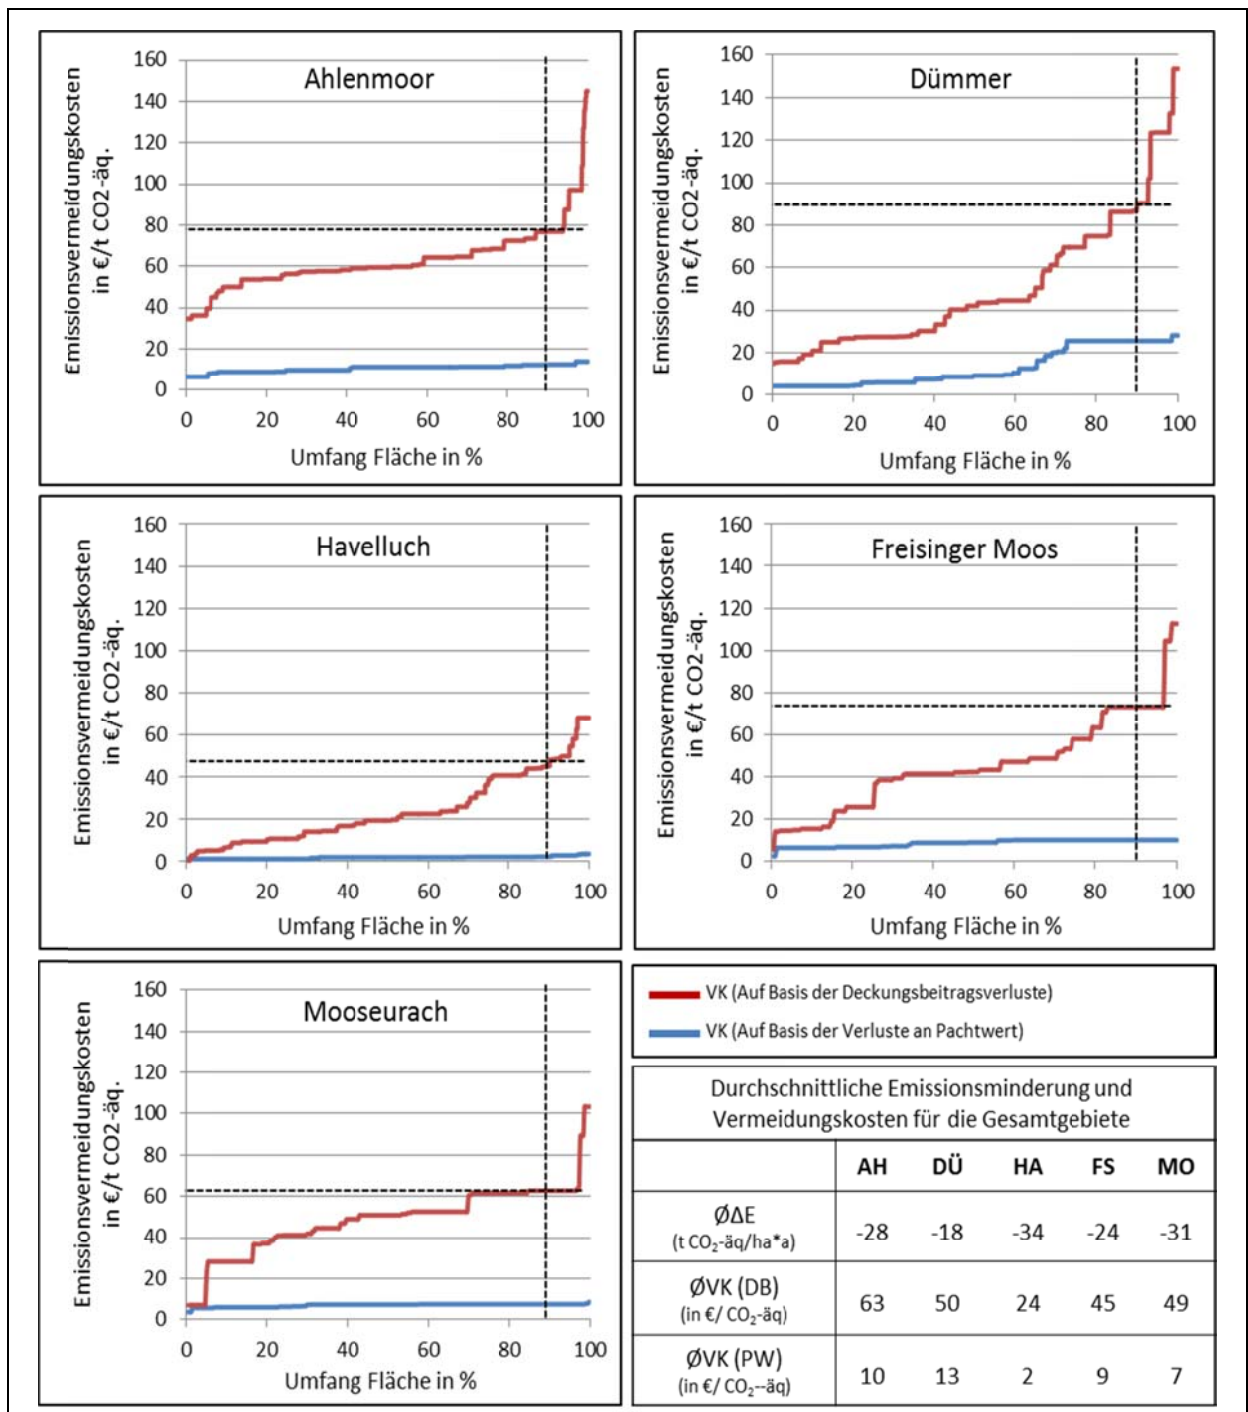 Ahlenmoor
Emissionsvermeidungskosten
in €/t CO2-äq.
160
140
120
100
80
60
40
20
0
0 20 40 60 80 100
Umfang Fläche in %
Dümmer
Emissionsvermeidungskosten
in €/t CO2-äq.
160
140
120
100
80
60
40
20
0
0 20 40 60 80 100
Umfang Fläche in %
Havelluch
Emissionsvermeidungskosten
in €/t CO2-äq.
160
140
120
100
80
60
40
20
0
0 20 40 60 80 100
Umfang Fläche in %
Freisinger Moos
Emissionsvermeidungskosten
in €/t CO2-äq.
160
140
120
100
80
60
40
20
0
0 20 40 60 80 100
Umfang Fläche in %
Mooseurach
Emissionsvermeidungskosten
in €/t CO2-äq.
160
140
120
100
80
60
40
20
0
0 20 40 60 80 100
Umfang Fläche in %
VK (Auf Basis der Deckungsbeitragsverluste)
VK (Auf Basis der Verluste an Pachtwert)
Durchschnittliche Emissionsminderung und
Vermeidungskosten für die Gesamtgebiete
AH DÜ HA FS MO
ØΔE
(t CO₂-äq/ha*a)
-28 -18 -34 -24 -31
ØVK (DB)
(in €/ CO₂-äq)
63 50 24 45 49
ØVK (PW)
(in €/ CO₂--äq)
10 13 2 9 7